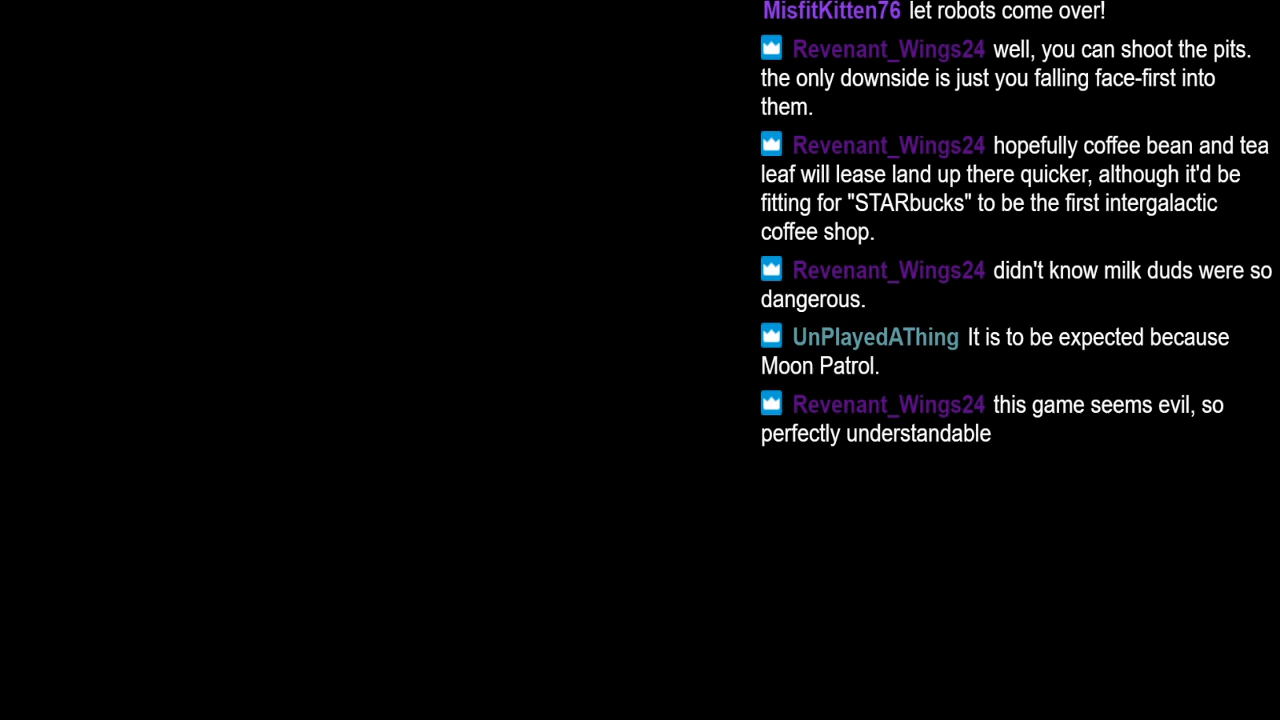 MisfitKitten76 let robots come over!
Revenant_Wings24 well, you can shoot the pits.
the only downside is just you falling face-first into
them.
Revenant_Wings24 hopefully coffee bean and tea
leaf will lease land up there quicker, although it'd be
fitting for "STARbucks" to be the first intergalactic
coffee shop.
Revenant_Wings24 didn't know milk duds were so
dangerous.
UnPlayedAThing It is to be expected because
Moon Patrol.
Revenant_Wings24 this game seems evil, so
perfectly understandable